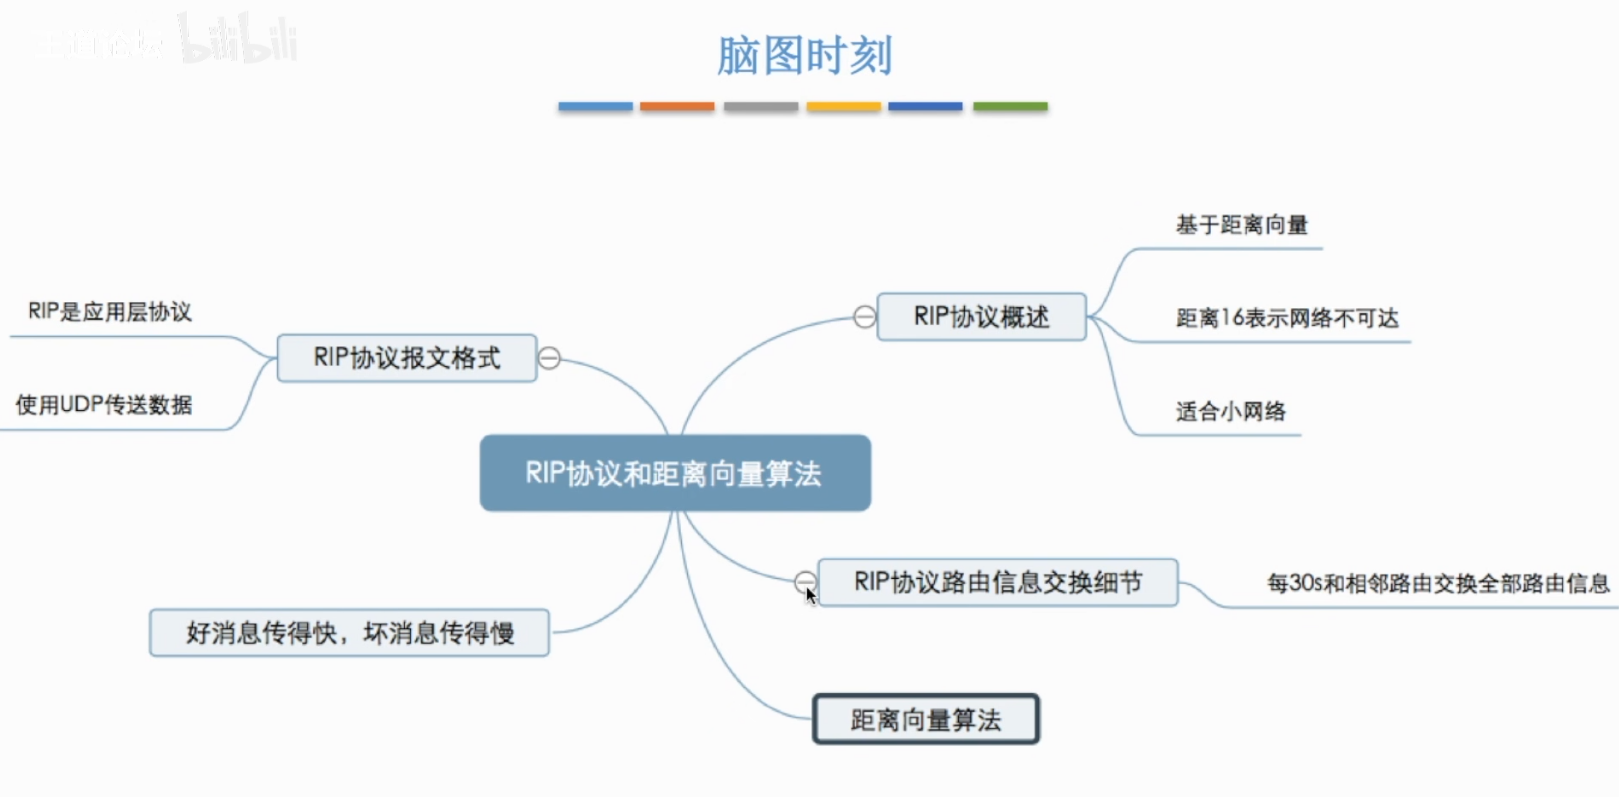 王道论坛 bilibili
脑图时刻
基于距离向量
RIP协议概述
距离16表示网络不可达
适合小网络
RIP是应用层协议
RIP协议报文格式
使用UDP传送数据
RIP协议和距离向量算法
RIP协议路由信息交换细节
每30s和相邻路由交换全部路由信息
好消息传得快，坏消息传得慢
距离向量算法